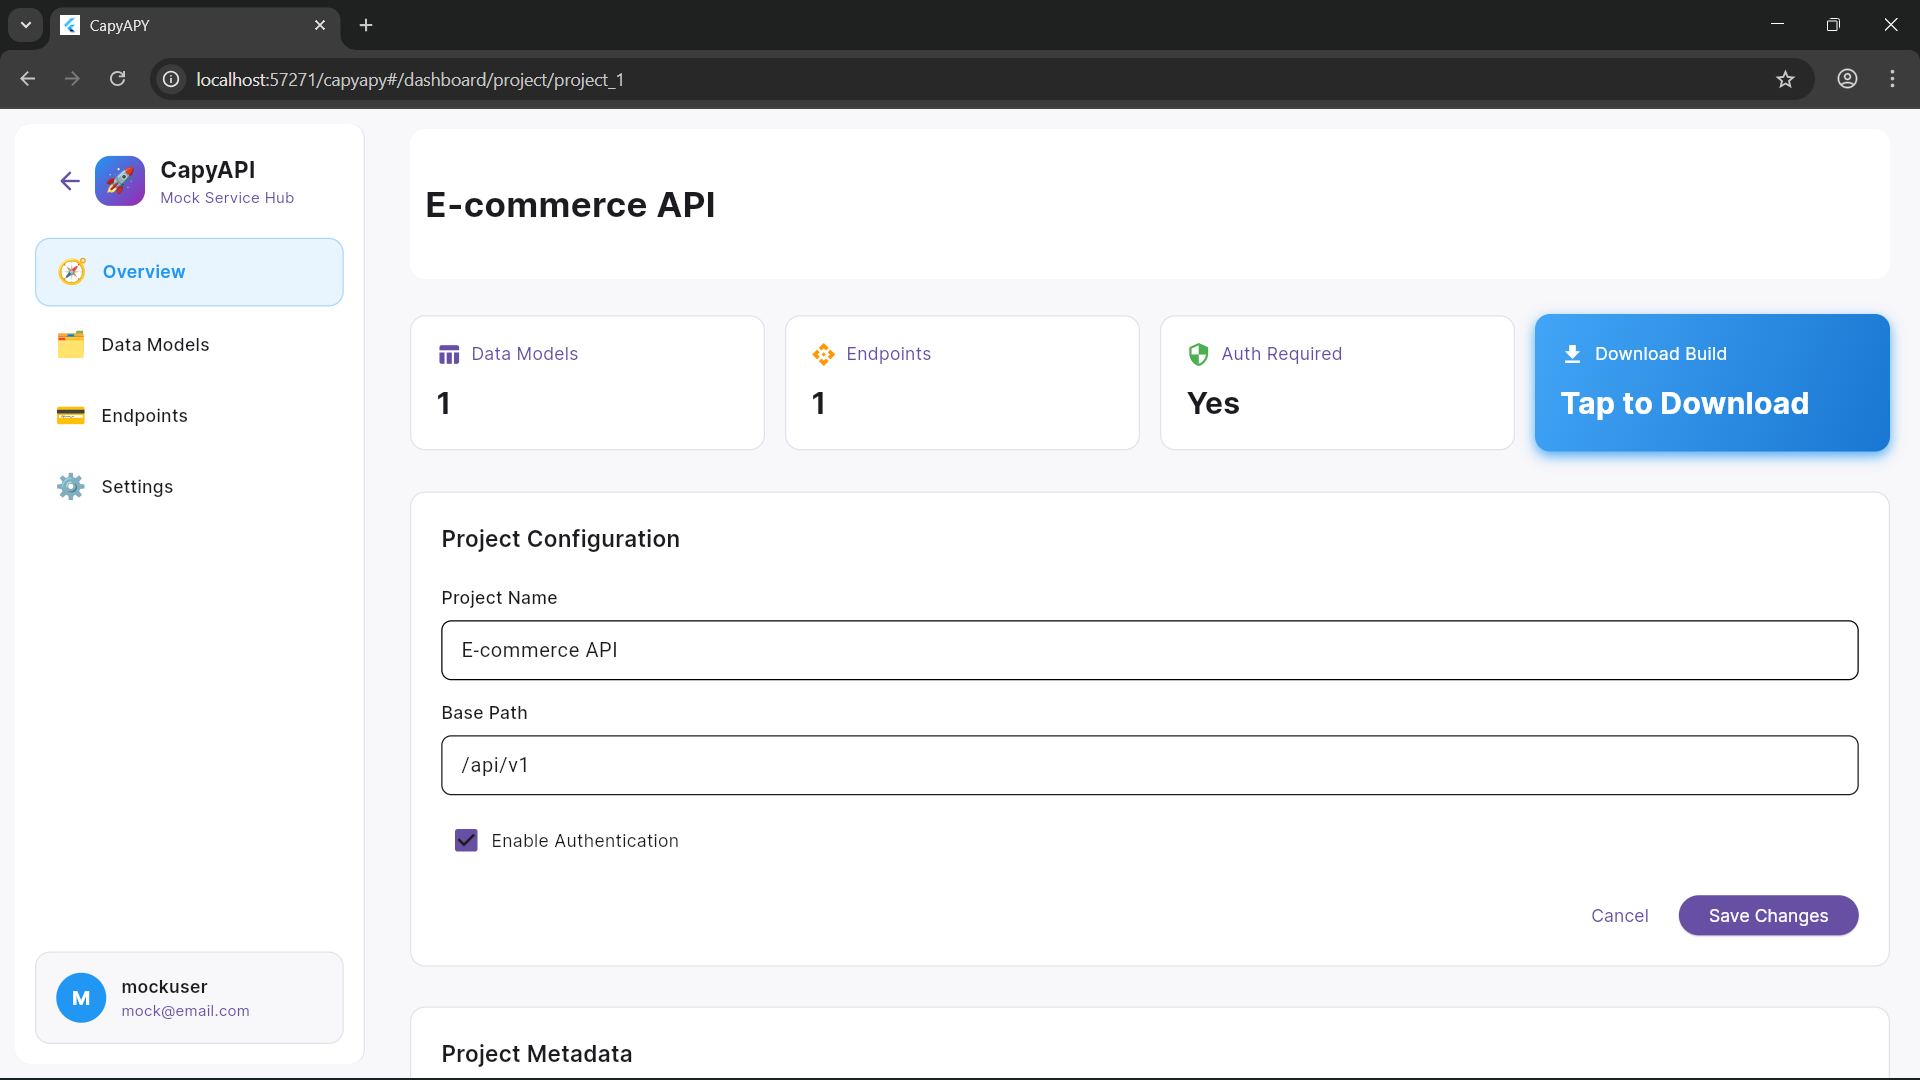 CapyAPY
localhost:57271/capyapy#/dashboard/project/project_1
CapyAPI
Mock Service Hub
Overview
Data Models
Endpoints
Settings
mockuser
mock@email.com
M
E-commerce API
Data Models
1
Endpoints
1
Auth Required
Yes
Download Build
Tap to Download
Project Configuration
Project Name
E-commerce API
Base Path
/api/v1
Enable Authentication
Cancel
Save Changes
Project Metadata